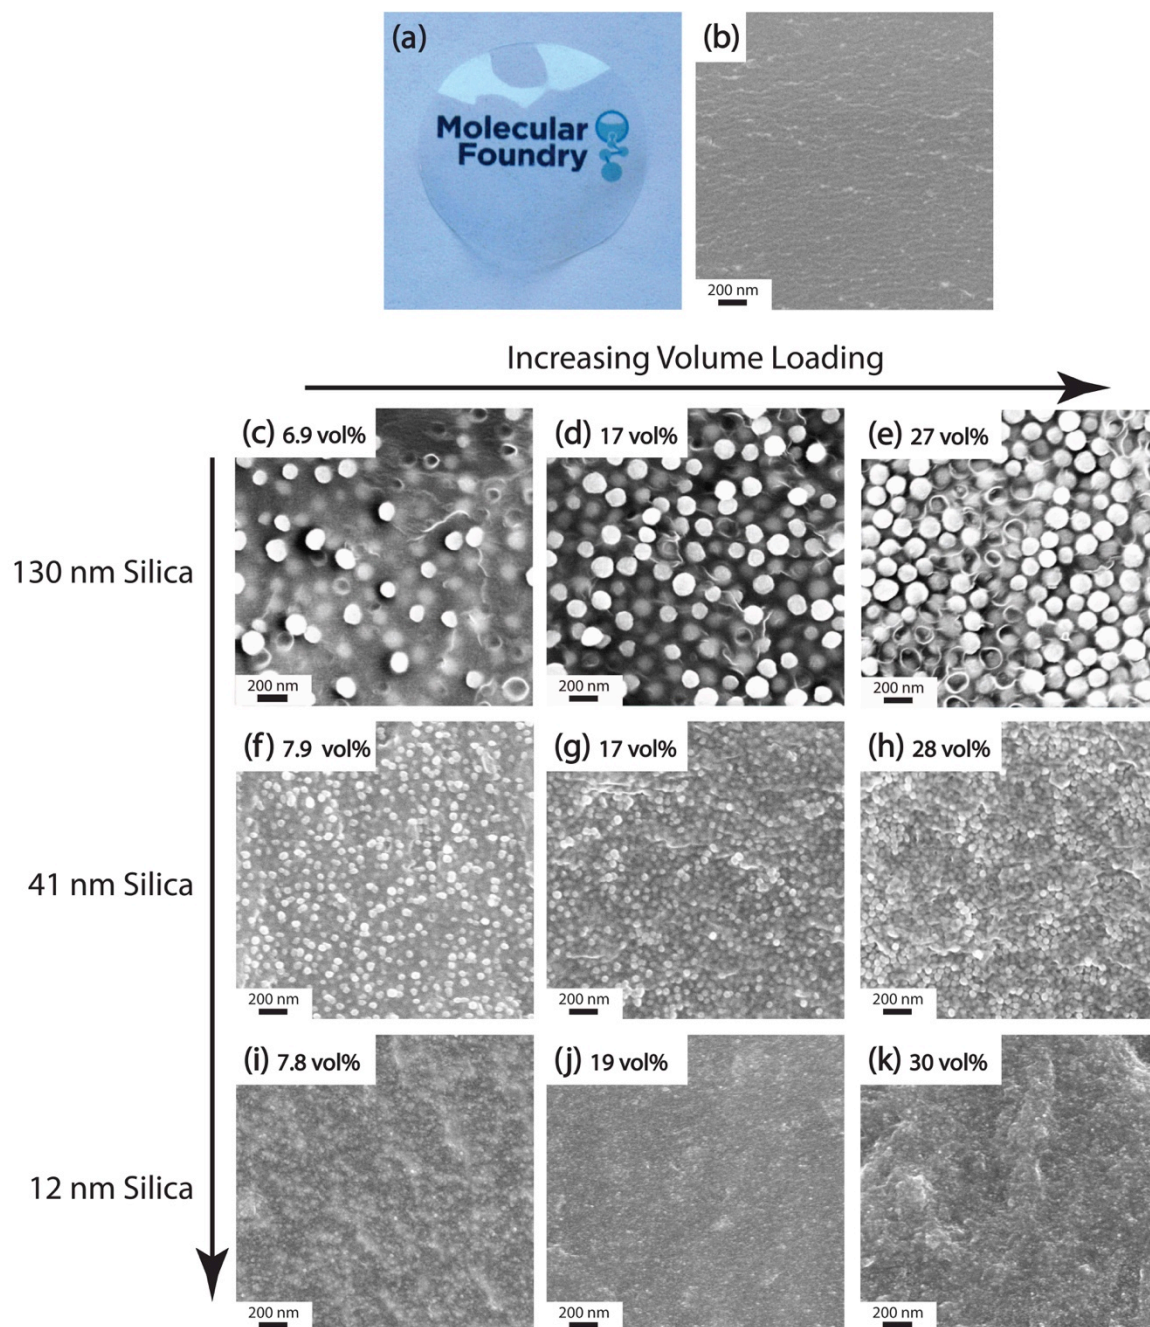 (a)
Molecular
Foundry
(b)
200 nm
Increasing Volume Loading
(c) 6.9 vol%
(d) 17 vol%
(e) 27 vol%
130 nm Silica
200 nm
200 nm
200 nm
(f) 7.9 vol%
(g) 17 vol%
(h) 28 vol%
41 nm Silica
200 nm
200 nm
200 nm
(i) 7.8 vol%
(j) 19 vol%
(k) 30 vol%
12 nm Silica
200 nm
200 nm
200 nm